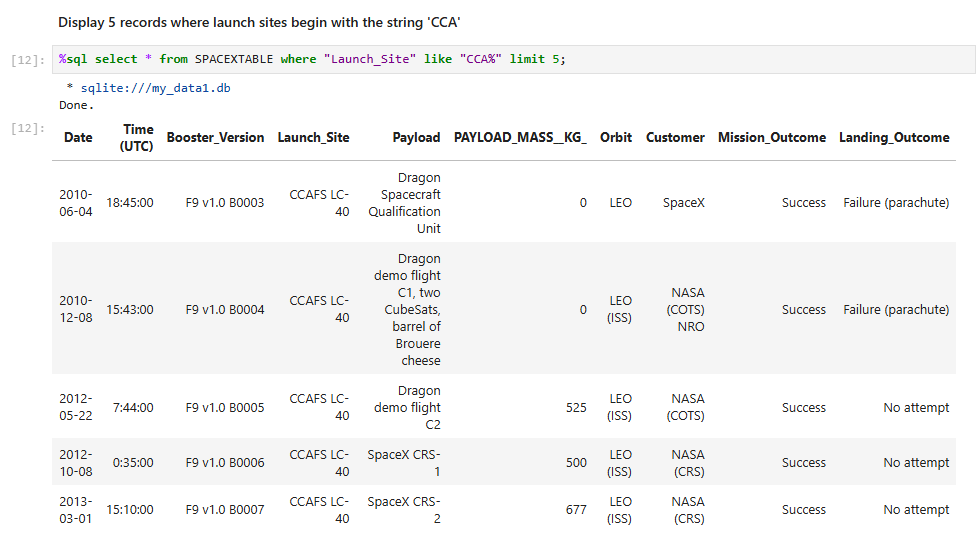 Display 5 records where launch sites begin with the string 'CCA'
[12]: %sql select * from SPACEXTABLE where "Launch_Site" like "CCA%" limit 5;
* sqlite:///my_data1.db
Done.
[12]:
Date Time (UTC) Booster_Version Launch_Site Payload PAYLOAD_MASS__KG_ Orbit Customer Mission_Outcome Landing_Outcome
2010-06-04 18:45:00 F9 v1.0 B0003 CCAFS LC-40 Dragon Spacecraft Qualification Unit 0 LEO SpaceX Success Failure (parachute)
2010-12-08 15:43:00 F9 v1.0 B0004 CCAFS LC-40 Dragon demo flight C1, two CubeSats, barrel of Brouere cheese 0 LEO (ISS) NASA (COTS) NRO Success Failure (parachute)
2012-05-22 7:44:00 F9 v1.0 B0005 CCAFS LC-40 Dragon demo flight C2 525 LEO (ISS) NASA (COTS) Success No attempt
2012-10-08 0:35:00 F9 v1.0 B0006 CCAFS LC-40 SpaceX CRS-1 500 LEO (ISS) NASA (CRS) Success No attempt
2013-03-01 15:10:00 F9 v1.0 B0007 CCAFS LC-40 SpaceX CRS-2 677 LEO (ISS) NASA (CRS) Success No attempt